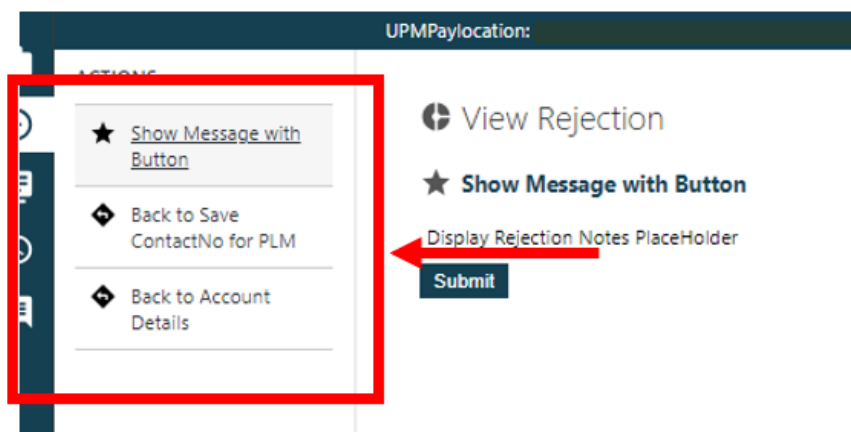 UPMPaylocation:
ACTIONS
Show Message with
Button
Back to Save
ContactNo for PLM
Back to Account
Details
View Rejection
Show Message with Button
Display Rejection Notes PlaceHolder
Submit